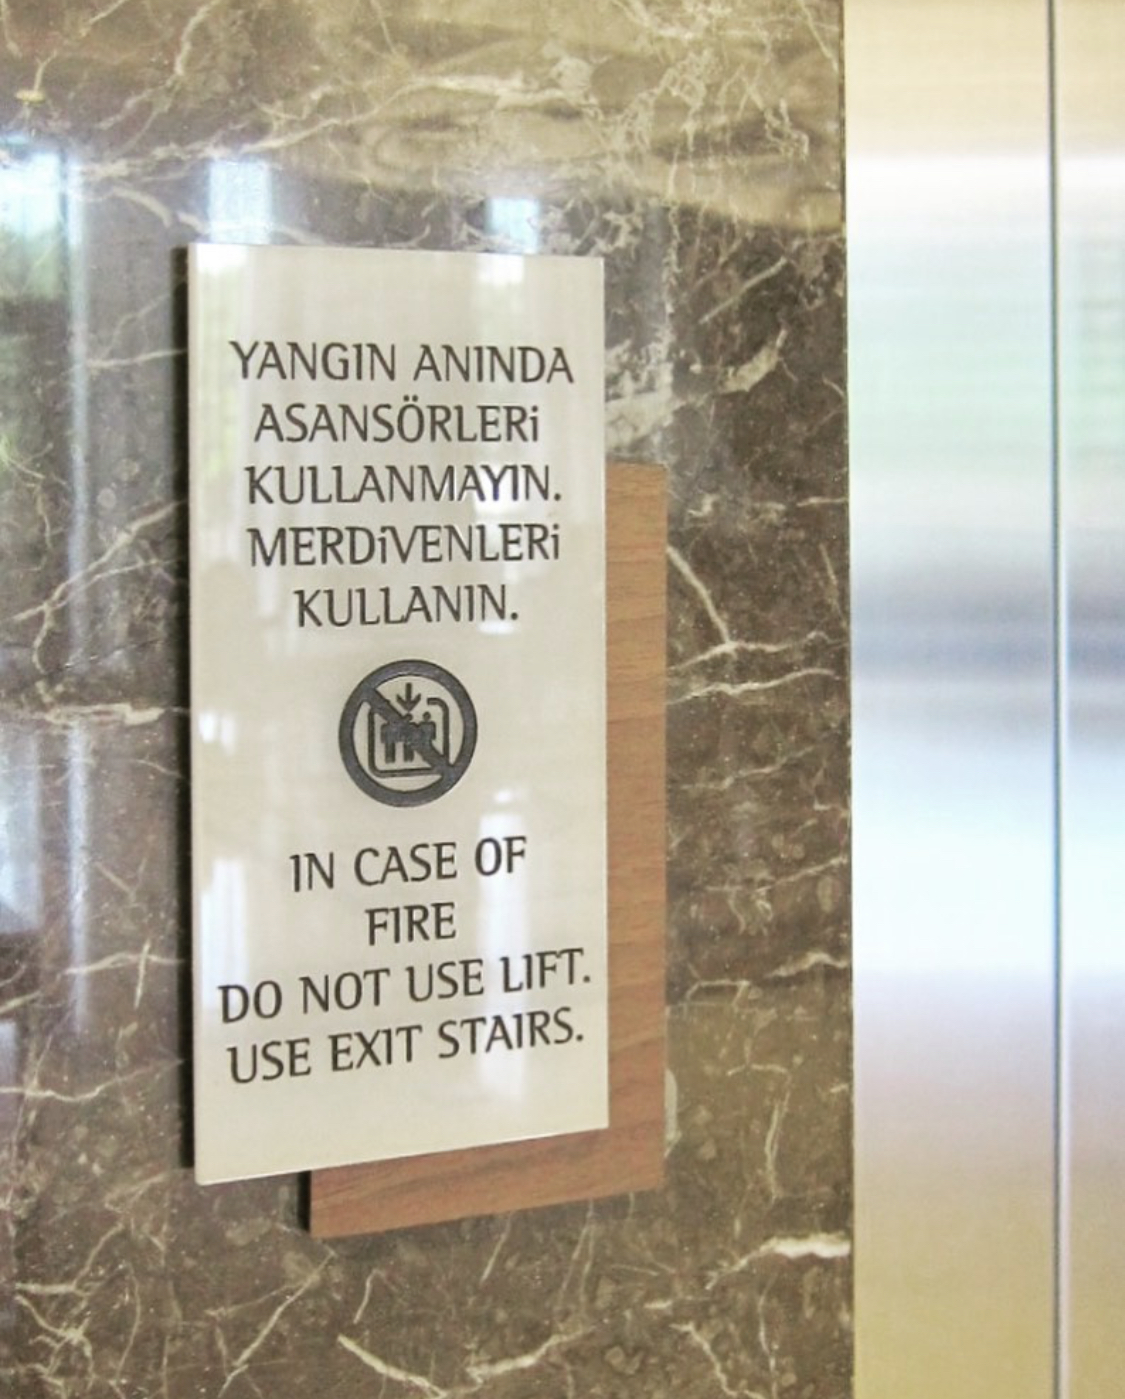 YANGIN ANINDA
ASANSÖRLERi
KULLANMAYIN.
MERDiVENLERi
KULLANIN.
IN CASE OF
FIRE
DO NOT USE LIFT.
USE EXIT STAIRS.